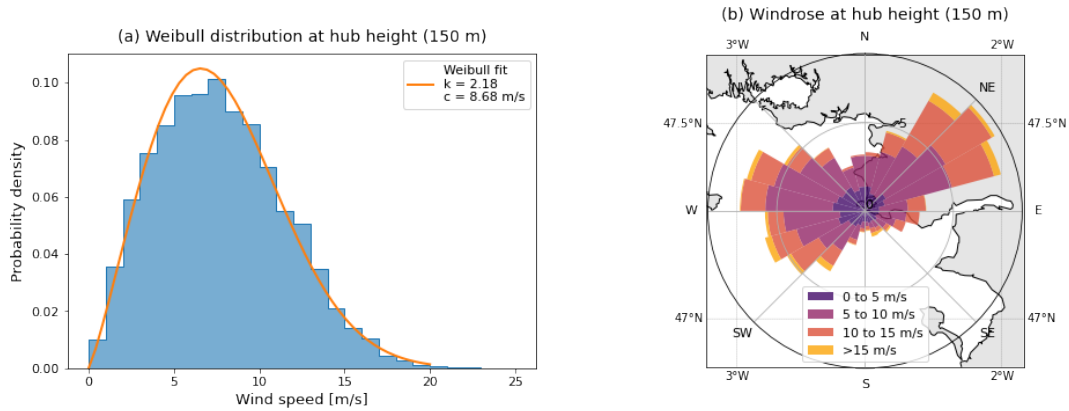 (a) Weibull distribution at hub height (150 m)
Probability density
0.10
0.08
0.06
0.04
0.02
0.00
0
5
10
15
20
25
Wind speed [m/s]
Weibull fit
k = 2.18
c = 8.68 m/s
(b) Windrose at hub height (150 m)
3°W
N
2°W
NW
NE
47.5°N
5
47.5°N
W
0
E
47°N
47°N
SW
SE
0 to 5 m/s
5 to 10 m/s
10 to 15 m/s
>15 m/s
3°W
S
2°W